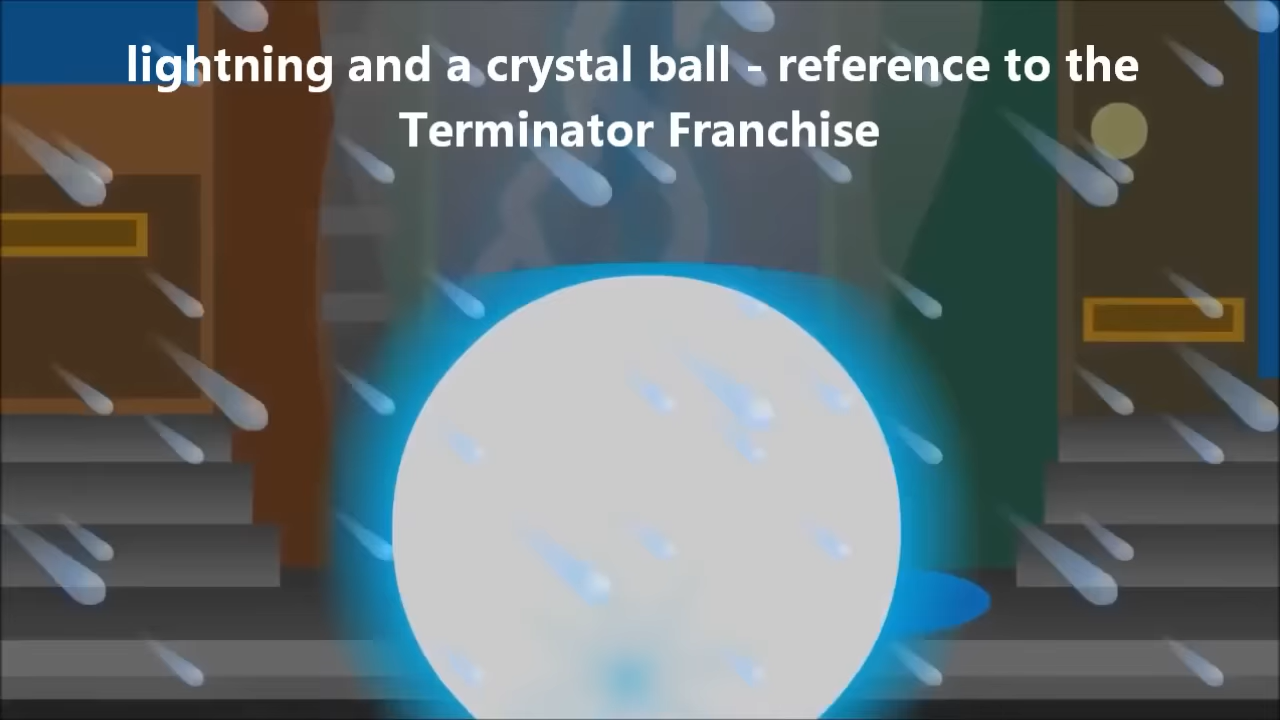 lightning and a crystal ball - reference to the
Terminator Franchise